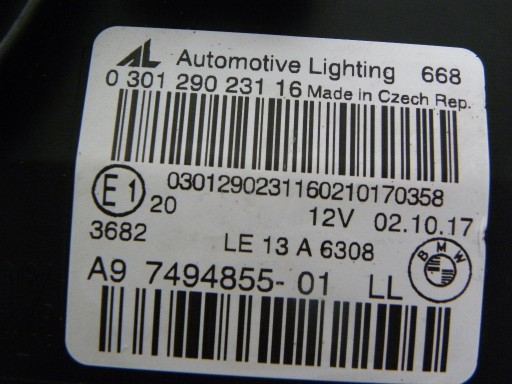 AL Automotive Lighting 668
0 301 290 231 16 Made in Czech Rep.
0301290231160210170358
E1 20 12V 02.10.17
3682 LE 13 A 6308
BMW
A9 7494855-01 LL